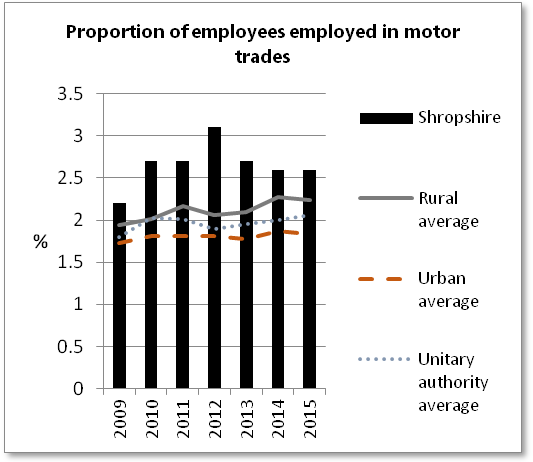 Proportion of employees employed in motor
trades
3.5
3
2.5
2
1.5
1
0.5
0
%
2009
2010
2011
2012
2013
2014
2015
Shropshire
Rural
average
Urban
average
Unitary
authority
average